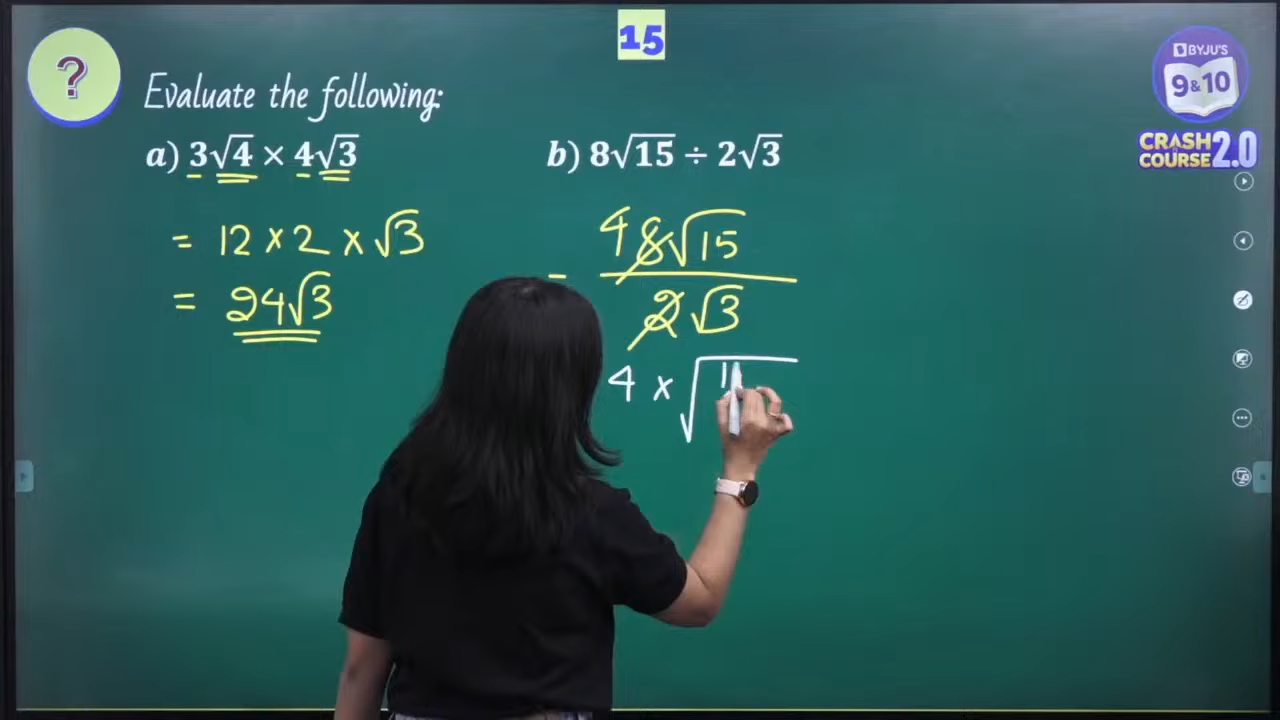 15
?
BYJU'S
9&10
CRASH COURSE 2.0
Evaluate the following:
a) 3√4 × 4√3
= 12 × 2 × √3
= 24√3
b) 8√15 ÷ 2√3
= 4 8√15
2√3
4 × √1